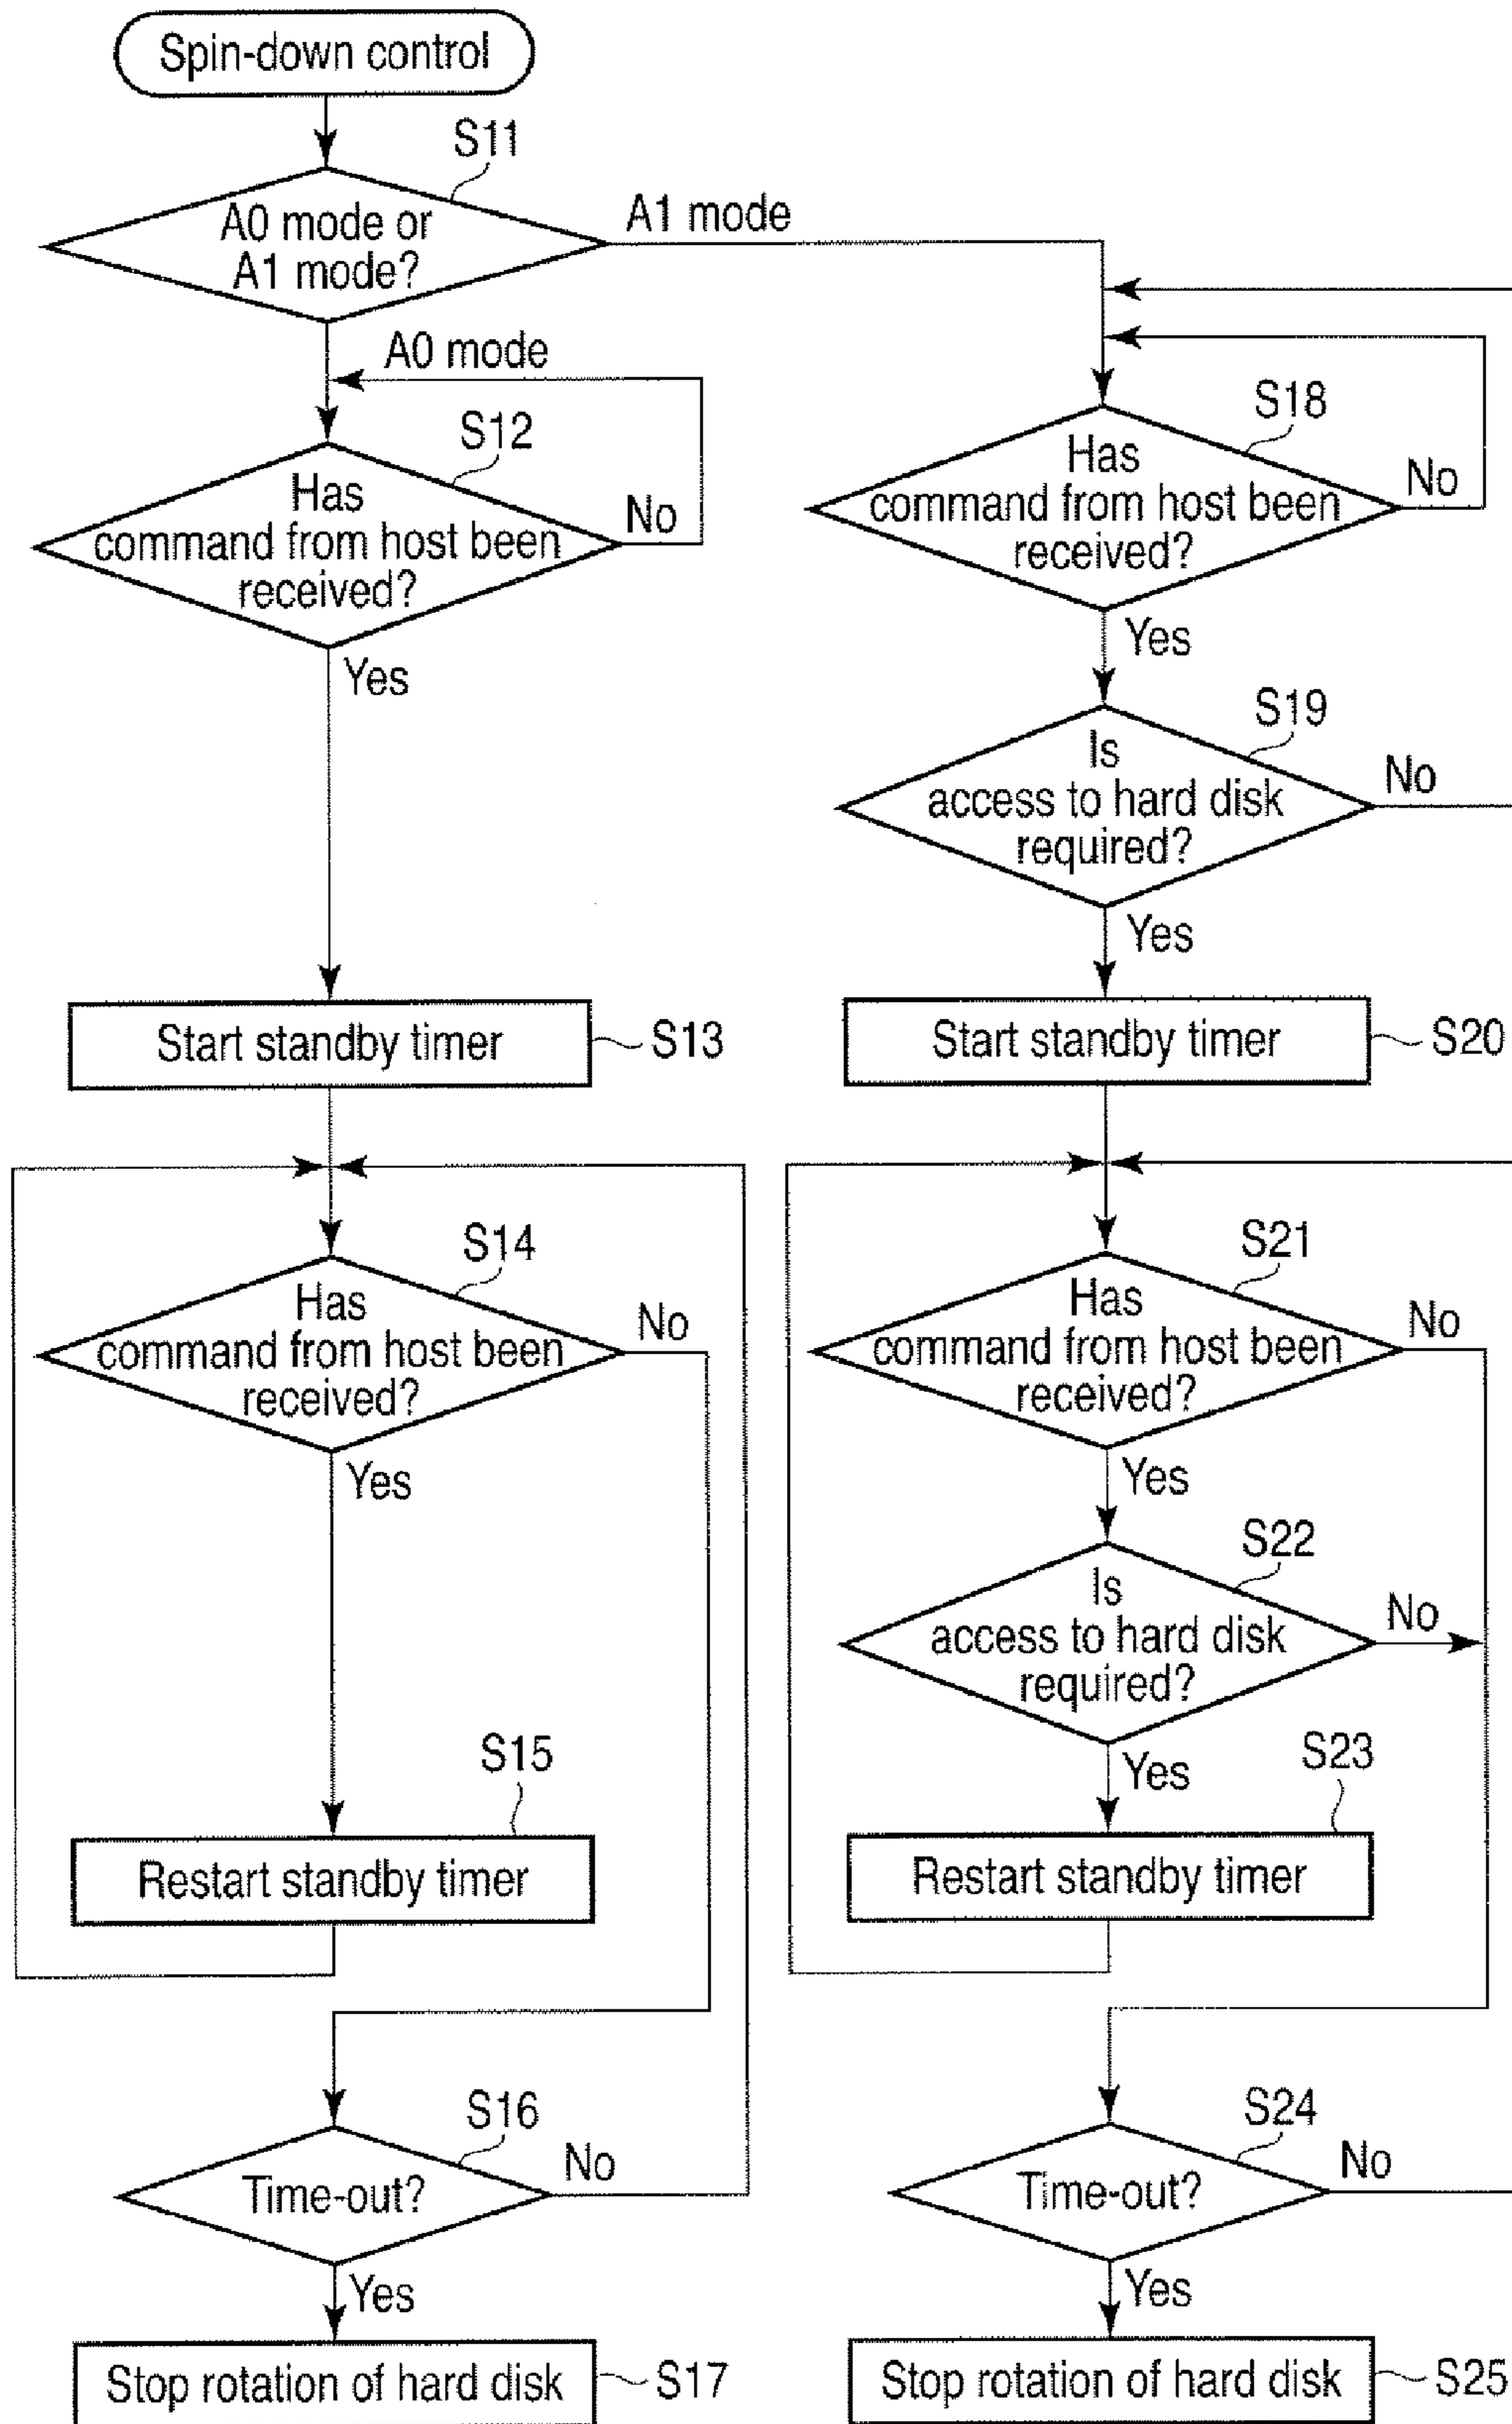 Spin-down control
S11
A0 mode or
A1 mode?
A1 mode
A0 mode
S12
Has
command from host been
received?
No
Yes
Start standby timer
S13
S14
Has
command from host been
received?
No
Yes
S15
Restart standby timer
S16
Time-out?
No
Yes
Stop rotation of hard disk
S17
S18
Has
command from host been
received?
No
Yes
S19
Is
access to hard disk
required?
No
Yes
Start standby timer
S20
S21
Has
command from host been
received?
No
Yes
S22
Is
access to hard disk
required?
No
Yes
S23
Restart standby timer
S24
Time-out?
No
Yes
Stop rotation of hard disk
S25